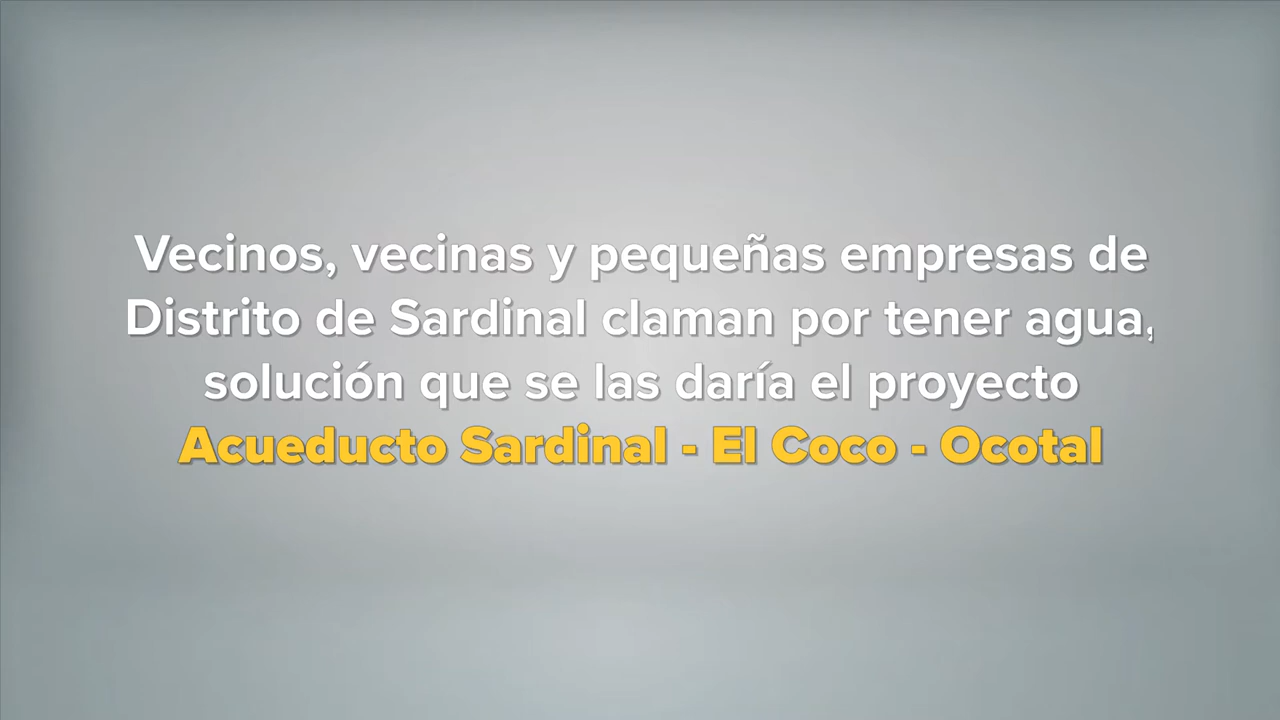 Vecinos, vecinas y pequeñas empresas de
Distrito de Sardinal claman por tener agua,
solución que se las daría el proyecto
Acueducto Sardinal - El Coco - Ocotal